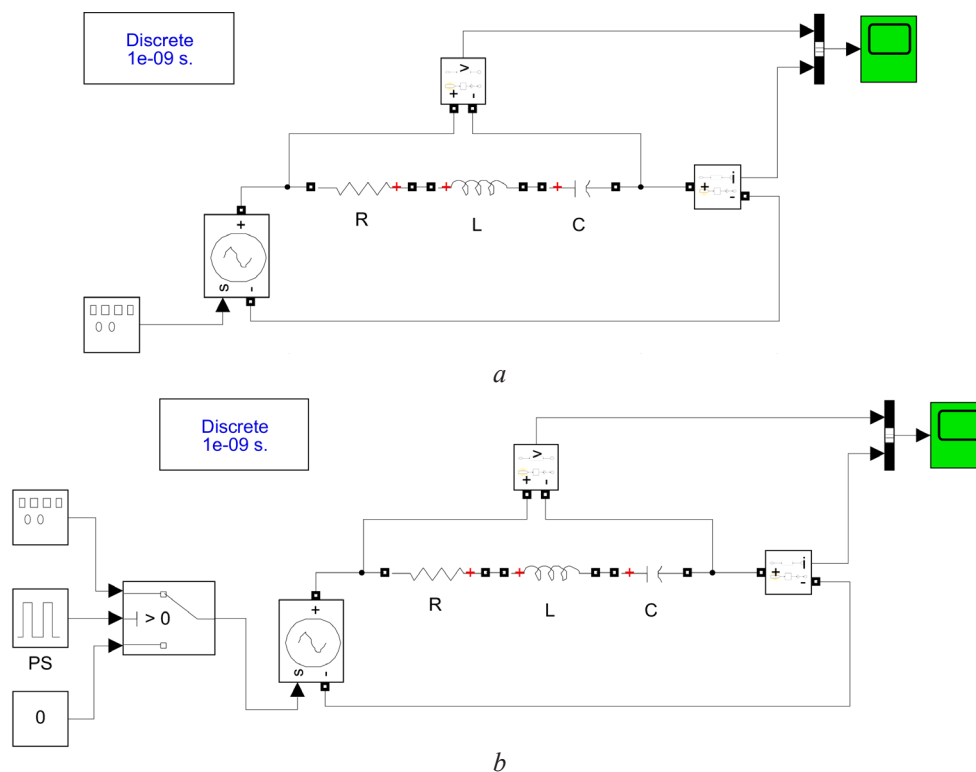 Discrete
1e-09 s.
v
+ -
i
+
-
R
L
C
+
s
-
a
Discrete
1e-09 s.
v
+ -
i
+
-
R
L
C
> 0
PS
+
s
-
0
b